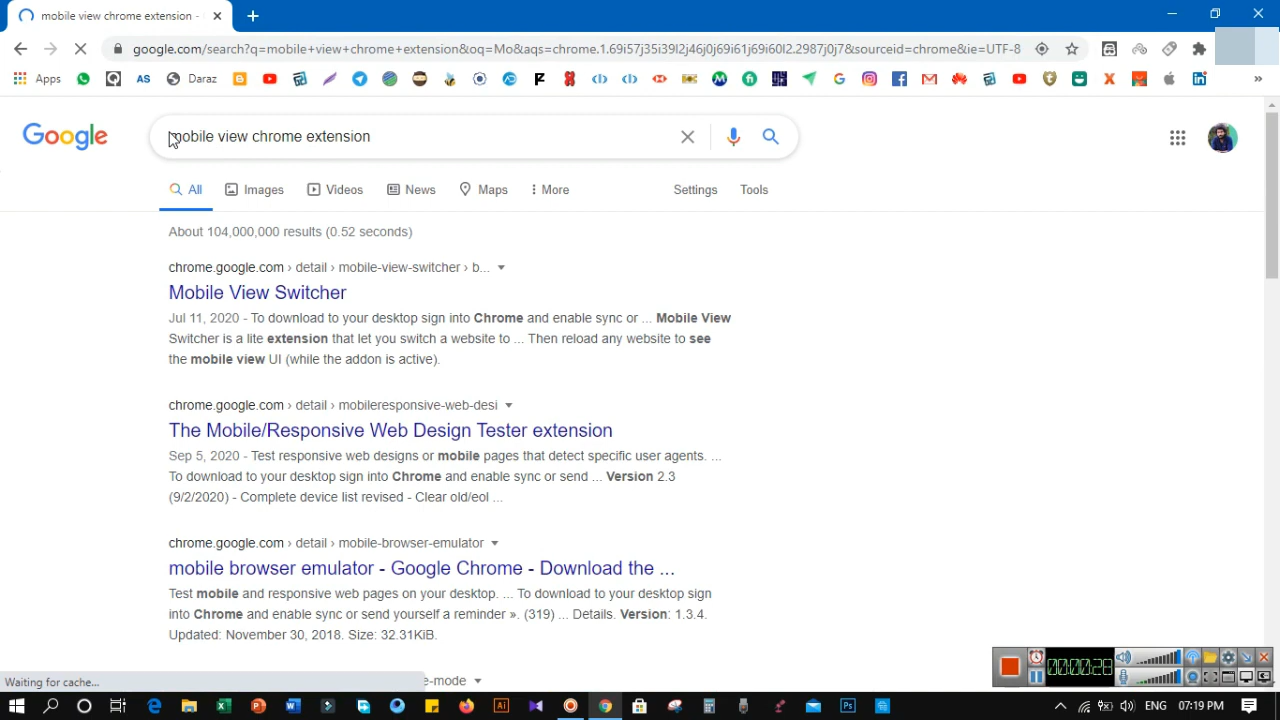 mobile view chrome extension -
google.com/search?q=mobile+view+chrome+extension&oq=Mo&aqs=chrome.1.69i57j35i39l2j46j0j69i61j69i60l2.2987j0j7&sourceid=chrome&ie=UTF-8
Apps
AS
Daraz
Google
mobile view chrome extension
All
Images
Videos
News
Maps
More
Settings
Tools
About 104,000,000 results (0.52 seconds)
chrome.google.com › detail › mobile-view-switcher › b...
Mobile View Switcher
Jul 11, 2020 - To download to your desktop sign into Chrome and enable sync or ... Mobile View
Switcher is a lite extension that let you switch a website to ... Then reload any website to see
the mobile view UI (while the addon is active).
chrome.google.com › detail › mobileresponsive-web-desi
The Mobile/Responsive Web Design Tester extension
Sep 5, 2020 - Test responsive web designs or mobile pages that detect specific user agents. ...
To download to your desktop sign into Chrome and enable sync or send ... Version 2.3
(9/2/2020) - Complete device list revised - Clear old/eol ...
chrome.google.com › detail › mobile-browser-emulator
mobile browser emulator - Google Chrome - Download the ...
Test mobile and responsive web pages on your desktop. ... To download to your desktop sign
into Chrome and enable sync or send yourself a reminder ». (319) ... Details. Version: 1.3.4.
Updated: November 30, 2018. Size: 32.31KiB.
e-mode
Waiting for cache...
00:00:28
ENG
07:19 PM